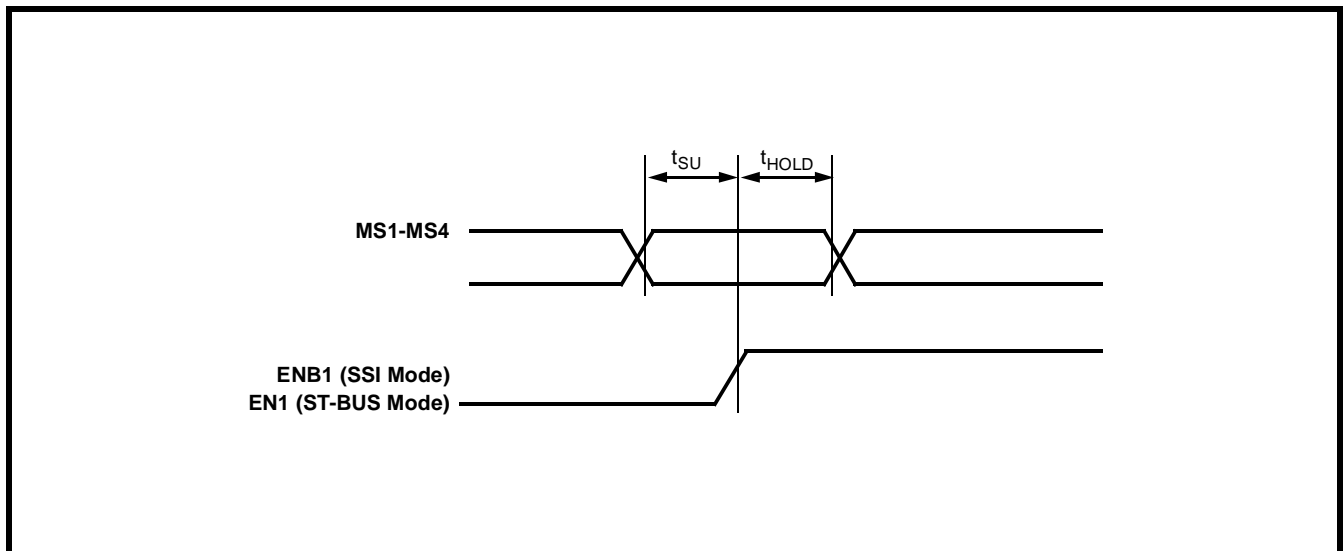 tSU tHOLD
MS1-MS4
ENB1 (SSI Mode)
EN1 (ST-BUS Mode)